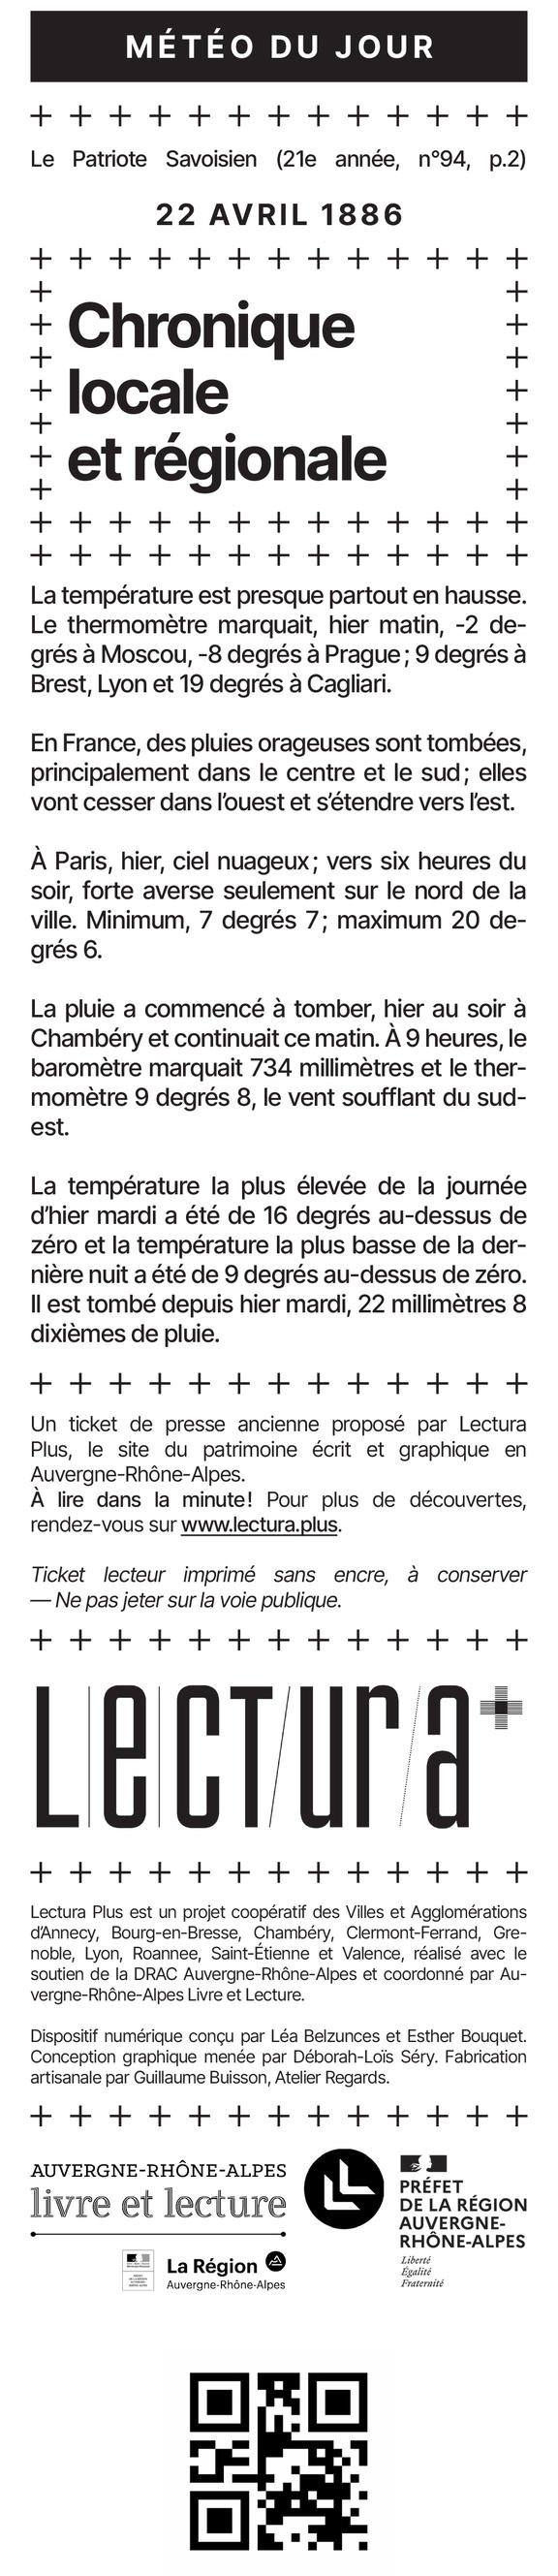 MÉTÉO DU JOUR
Le Patriote Savoisien (21e année, n°94, p.2)
22 AVRIL 1886
Chronique
locale
et régionale
La température est presque partout en hausse.
Le thermomètre marquait, hier matin, -2 de-
grés à Moscou, -8 degrés à Prague ; 9 degrés à
Brest, Lyon et 19 degrés à Cagliari.
En France, des pluies orageuses sont tombées,
principalement dans le centre et le sud ; elles
vont cesser dans l’ouest et s’étendre vers l’est.
À Paris, hier, ciel nuageux ; vers six heures du
soir, forte averse seulement sur le nord de la
ville. Minimum, 7 degrés 7 ; maximum 20 de-
grés 6.
La pluie a commencé à tomber, hier au soir à
Chambéry et continuait ce matin. À 9 heures, le
baromètre marquait 734 millimètres et le ther-
momètre 9 degrés 8, le vent soufflant du sud-
est.
La température la plus élevée de la journée
d’hier mardi a été de 16 degrés au-dessus de
zéro et la température la plus basse de la der-
nière nuit a été de 9 degrés au-dessus de zéro.
Il est tombé depuis hier mardi, 22 millimètres 8
dixièmes de pluie.
Un ticket de presse ancienne proposé par Lectura
Plus, le site du patrimoine écrit et graphique en
Auvergne-Rhône-Alpes.
À lire dans la minute ! Pour plus de découvertes,
rendez-vous sur www.lectura.plus.
Ticket lecteur imprimé sans encre, à conserver
— Ne pas jeter sur la voie publique.
Lectura+
Lectura Plus est un projet coopératif des Villes et Agglomérations
d’Annecy, Bourg-en-Bresse, Chambéry, Clermont-Ferrand, Gre-
noble, Lyon, Roannee, Saint-Étienne et Valence, réalisé avec le
soutien de la DRAC Auvergne-Rhône-Alpes et coordonné par Au-
vergne-Rhône-Alpes Livre et Lecture.
Dispositif numérique conçu par Léa Belzunces et Esther Bouquet.
Conception graphique menée par Déborah-Loïs Séry. Fabrication
artisanale par Guillaume Buisson, Atelier Regards.
AUVERGNE-RHÔNE-ALPES
livre et lecture
La Région
Auvergne-Rhône-Alpes
PRÉFET
DE LA RÉGION
AUVERGNE-
RHÔNE-ALPES
Liberté
Égalité
Fraternité